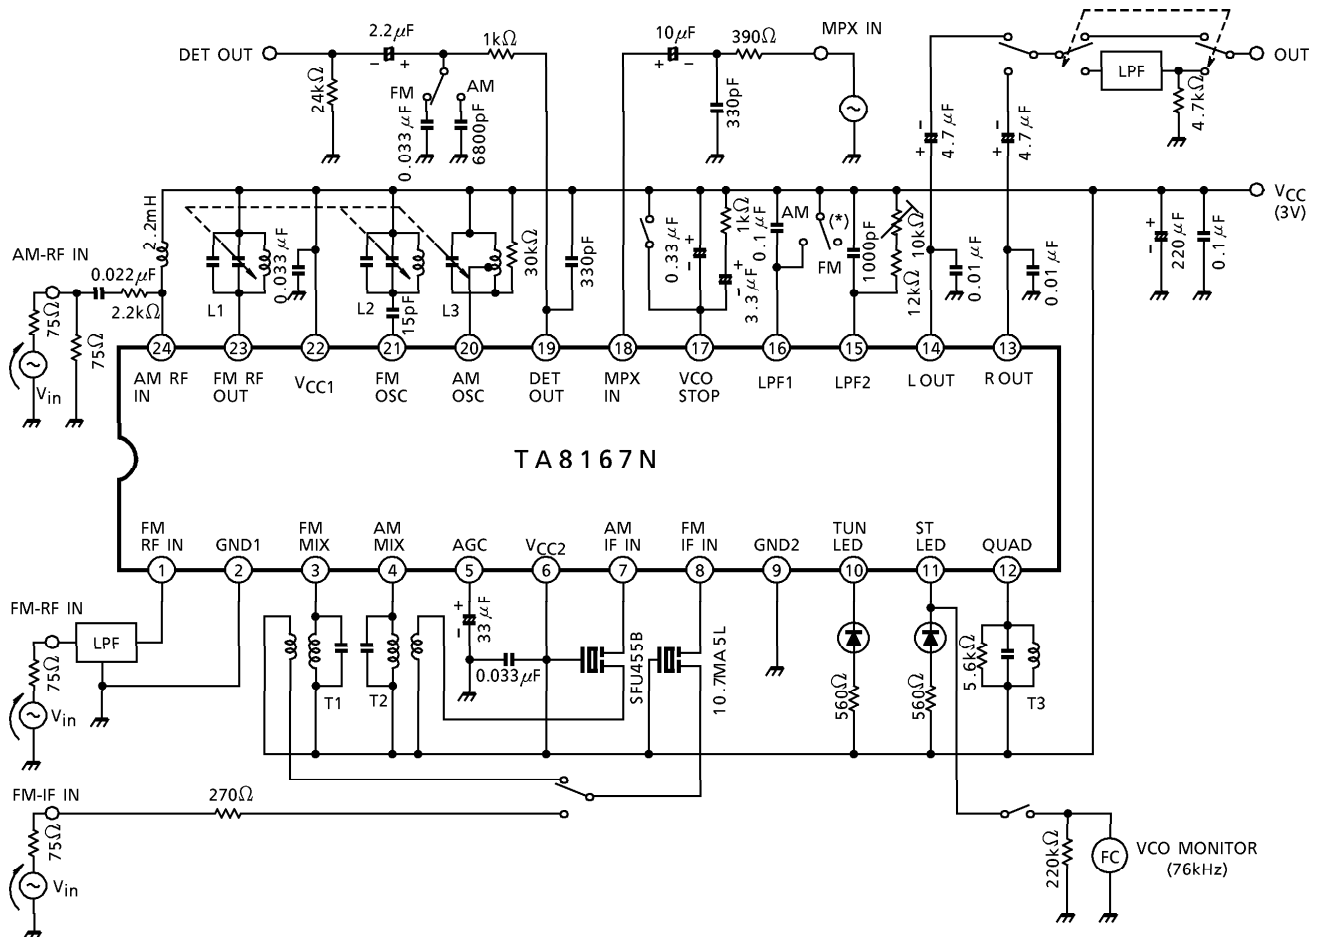 DET OUT
2.2μF
− +
1kΩ
24kΩ
FM
AM
0.033μF
6800pF
10μF
+ −
390Ω
MPX IN
330pF
OUT
LPF
4.7kΩ
−
+
4.7μF
−
+
4.7μF
VCC
(3V)
2.2mH
AM-RF IN
0.022μF
2.2kΩ
75Ω
75Ω
Vin
L1
0.033μF
L2
15pF
L3
30kΩ
330pF
0.33μF
+
−
1kΩ
+
−
3.3μF
0.1μF
AM
(*)
FM
1000pF
10kΩ
12kΩ
0.01μF
0.01μF
+
−
220μF
0.1μF
24 23 22 21 20 19 18 17 16 15 14 13
AM RF IN
FM RF OUT
VCC1
FM OSC
AM OSC
DET OUT
MPX IN
VCO STOP
LPF1
LPF2
L OUT
R OUT
TA8167N
FM RF IN
GND1
FM MIX
AM MIX
AGC
VCC2
AM IF IN
FM IF IN
GND2
TUN LED
ST LED
QUAD
1 2 3 4 5 6 7 8 9 10 11 12
FM-RF IN
LPF
75Ω
Vin
T1
T2
+
−
33μF
0.033μF
SFU455B
10.7MA5L
560Ω
560Ω
5.6kΩ
T3
FM-IF IN
270Ω
75Ω
Vin
220kΩ
FC
VCO MONITOR
(76kHz)